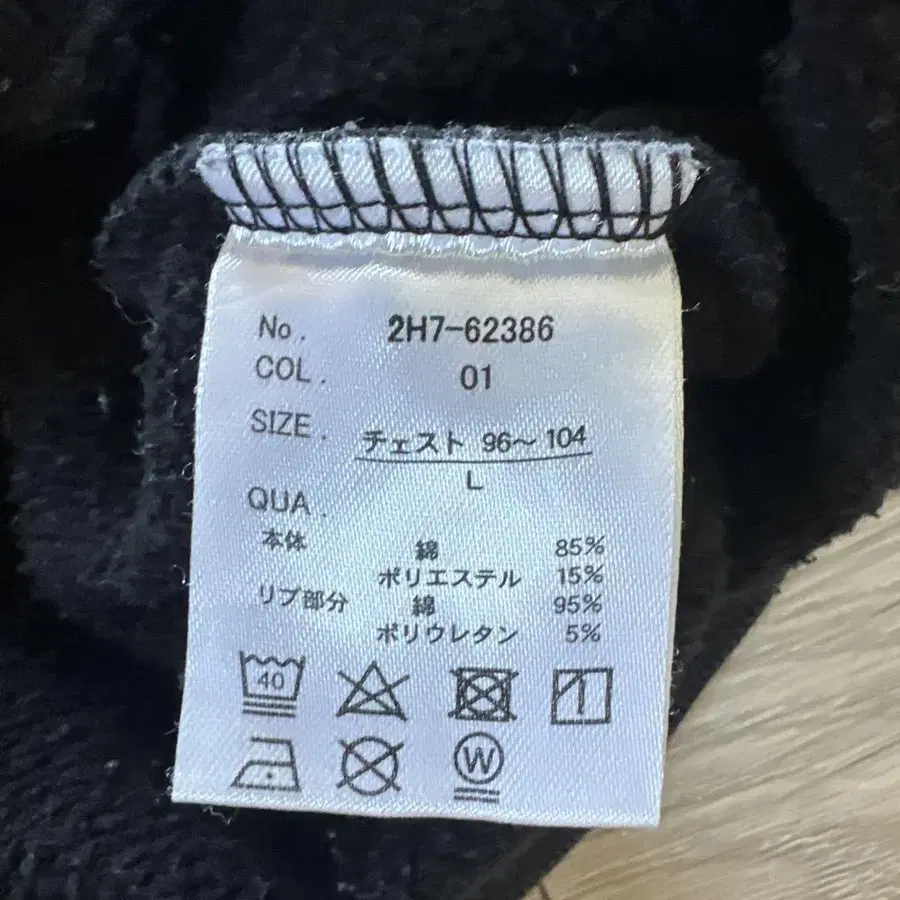 No. 2H7-62386
COL. 01
SIZE. チェスト 96~104
L
QUA.
本体 綿 85%
ポリエステル 15%
リブ部分 綿 95%
ポリウレタン 5%
40
W